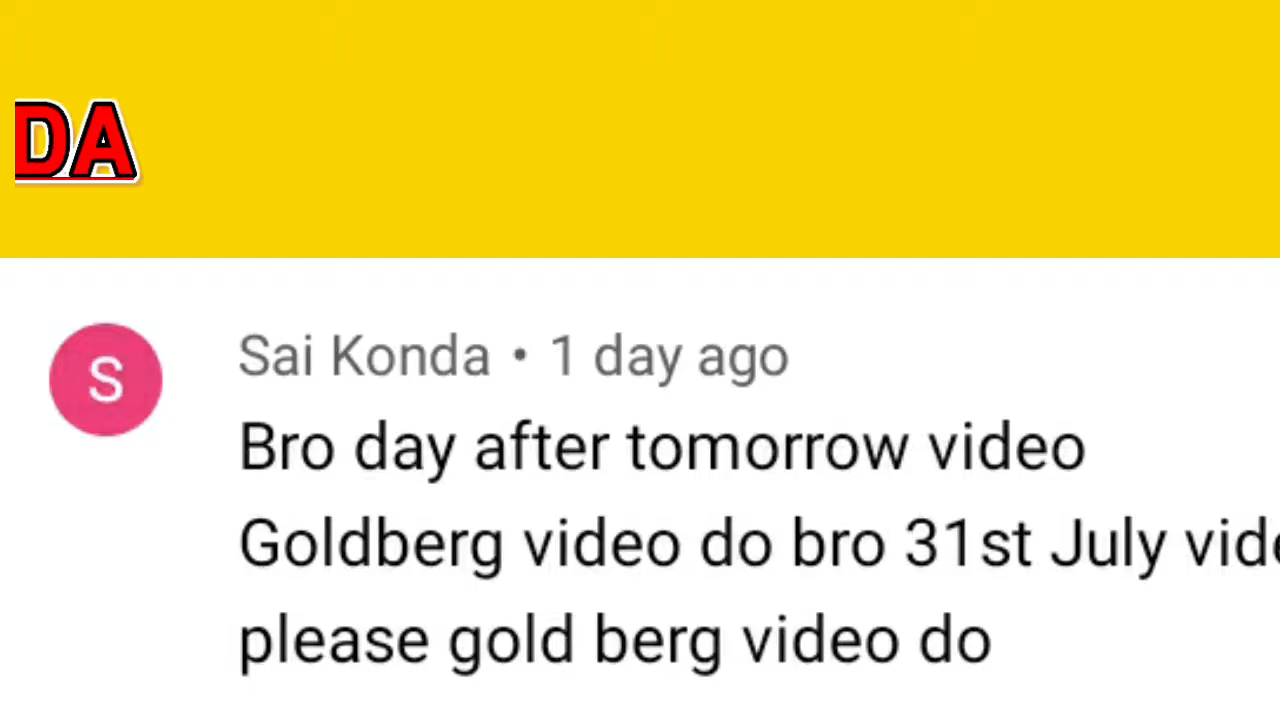 DA
Sai Konda • 1 day ago
Bro day after tomorrow video
Goldberg video do bro 31st July
please gold berg video do